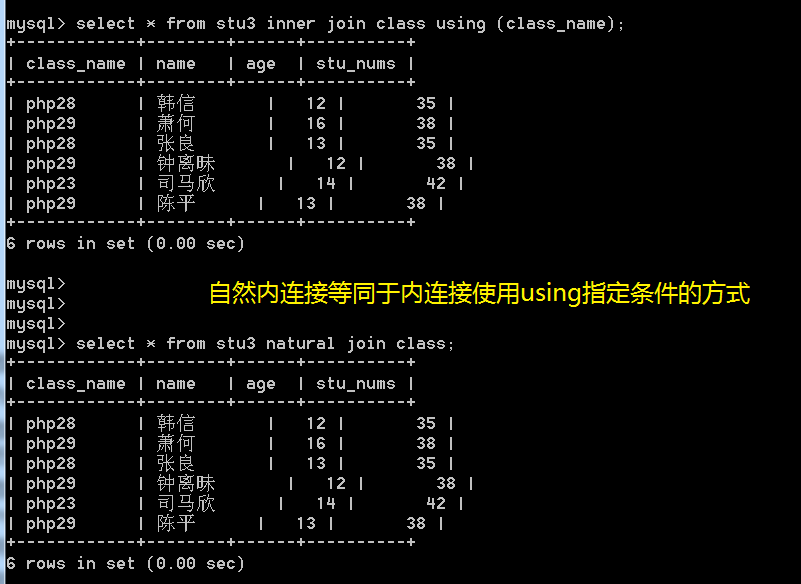 mysql> select * from stu3 inner join class using (class_name);
+------------+--------+------+----------+
| class_name | name   | age  | stu_nums |
+------------+--------+------+----------+
| php28      | 韩信       |   12 |       35 |
| php29      | 萧何       |   16 |       38 |
| php28      | 张良       |   13 |       35 |
| php29      | 钟离昧       |   12 |       38 |
| php23      | 司马欣      |   14 |       42 |
| php29      | 陈平      |   13 |       38 |
+------------+--------+------+----------+
6 rows in set (0.00 sec)
mysql>
自然内连接等同于内连接使用using指定条件的方式
mysql>
mysql>
mysql> select * from stu3 natural join class;
+------------+--------+------+----------+
| class_name | name   | age  | stu_nums |
+------------+--------+------+----------+
| php28      | 韩信       |   12 |       35 |
| php29      | 萧何       |   16 |       38 |
| php28      | 张良       |   13 |       35 |
| php29      | 钟离昧       |   12 |       38 |
| php23      | 司马欣      |   14 |       42 |
| php29      | 陈平      |   13 |       38 |
+------------+--------+------+----------+
6 rows in set (0.00 sec)